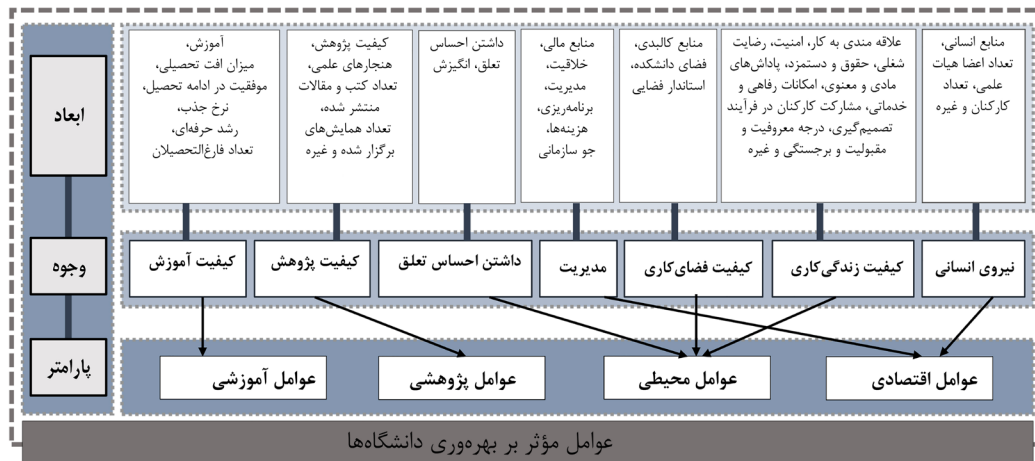 ابعاد
منابع انسانی،
تعداد اعضا هیات
علمی، تعداد
کارکنان و غیره
علاقه مندی به کار، امنیت، رضایت
شغلی، حقوق و دستمزد، پاداش‌های
مادی و معنوی، امکانات رفاهی و
خدماتی، مشارکت کارکنان در فرآیند
تصمیم‌گیری، درجه معروفیت و
مقبولیت و برجستگی و غیره
منابع کالبدی،
فضای دانشکده،
استاندار فضایی
منابع مالی،
خلاقیت،
مدیریت،
برنامه‌ریزی،
هزینه‌ها،
جو سازمانی
داشتن احساس
تعلق، انگیزش
کیفیت پژوهش،
هنجارهای علمی،
تعداد کتب و مقالات
منتشر شده،
تعداد همایش‌های
برگزار شده و غیره
آموزش،
میزان افت تحصیلی،
موفقیت در ادامه تحصیل،
نرخ جذب،
رشد حرفه‌ای،
تعداد فارغ‌التحصیلان
وجوه
نیروی انسانی
کیفیت زندگی‌کاری
کیفیت فضای‌کاری
مدیریت
داشتن احساس تعلق
کیفیت پژوهش
کیفیت آموزش
پارامتر
عوامل اقتصادی
عوامل محیطی
عوامل پژوهشی
عوامل آموزشی
عوامل مؤثر بر بهره‌وری دانشگاه‌ها